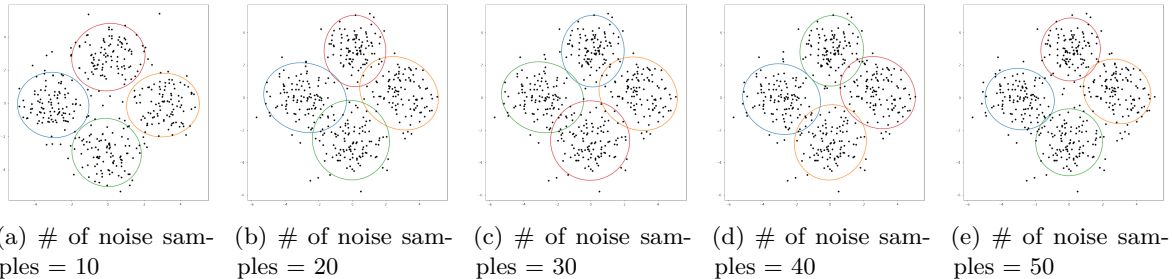 (a) # of noise sam-
ples = 10
(b) # of noise sam-
ples = 20
(c) # of noise sam-
ples = 30
(d) # of noise sam-
ples = 40
(e) # of noise sam-
ples = 50